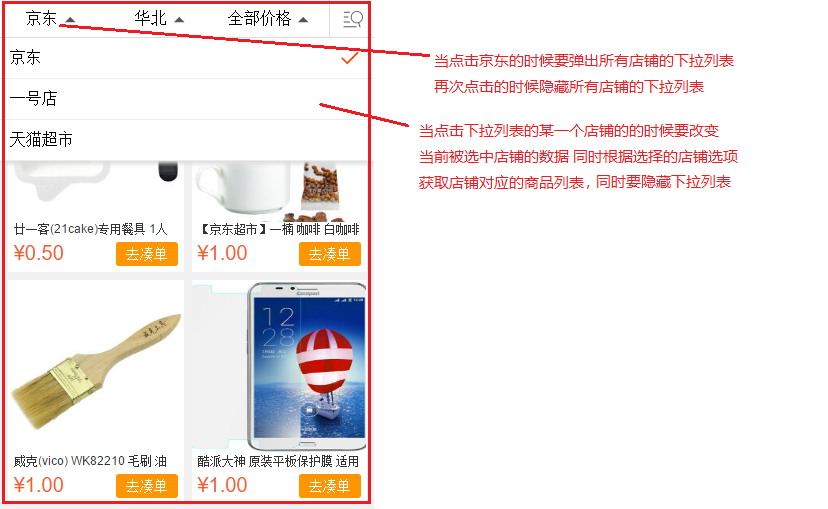 京东 华北 全部价格
京东
一号店
天猫超市
当点击京东的时候要弹出所有店铺的下拉列表
再次点击的时候隐藏所有店铺的下拉列表
当点击下拉列表的某一个店铺的的时候要改变
当前被选中店铺的数据 同时根据选择的店铺选项
获取店铺对应的商品列表，同时要隐藏下拉列表
廿一客(21cake)专用餐具 1人
¥0.50 去凑单
【京东超市】一楠 咖啡 白咖啡
¥1.00 去凑单
12
28
威克(vico) WK82210 毛刷 油
¥1.00 去凑单
酷派大神 原装平板保护膜 适用
¥1.00 去凑单